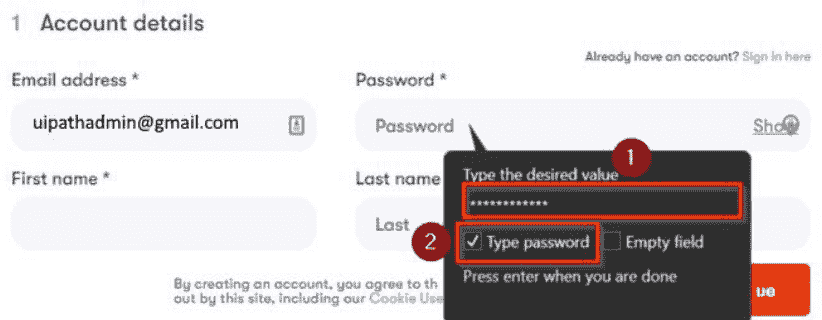 1 Account details
Already have an account? Sign in here
Email address *
Password *
uipathadmin@gmail.com
Password
Show
1
Type the desired value
First name *
Last name
************
Last
2
Type password
Empty field
Press enter when you are done
By creating an account, you agree to th
out by this site, including our Cookie Use
ue